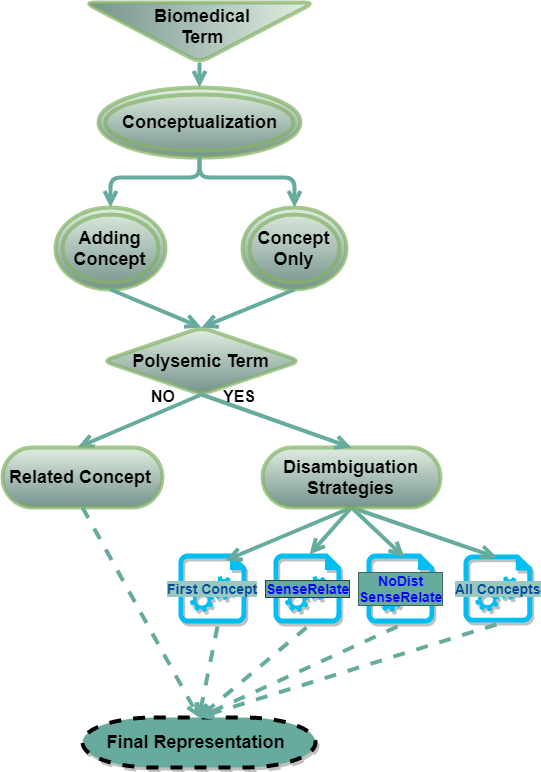 Biomedical
Term
Conceptualization
Adding
Concept
Concept
Only
Polysemic Term
NO
YES
Related Concept
Disambiguation
Strategies
First Concept
SenseRelate
NoDist
SenseRelate
All Concepts
Final Representation